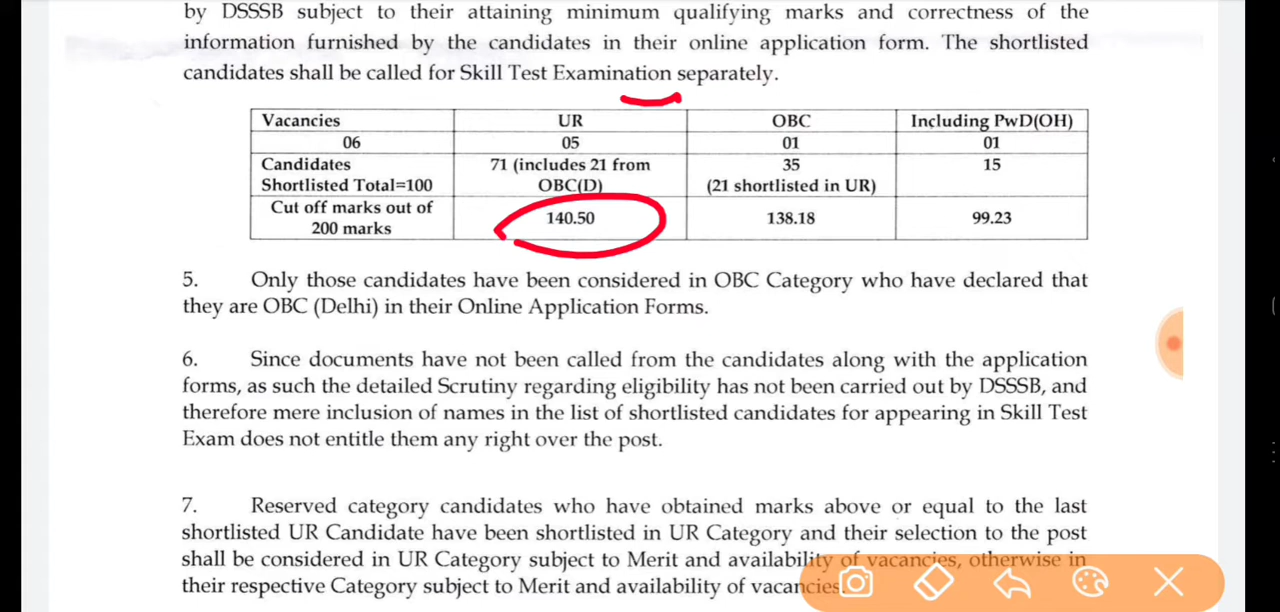 by DSSSB subject to their attaining minimum qualifying marks and correctness of the
information furnished by the candidates in their online application form. The shortlisted
candidates shall be called for Skill Test Examination separately.
Vacancies UR OBC Including PwD(OH)
06 05 01 01
Candidates 71 (includes 21 from 35 15
Shortlisted Total=100 OBC(D) (21 shortlisted in UR)
Cut off marks out of 140.50 138.18 99.23
200 marks
5. Only those candidates have been considered in OBC Category who have declared that
they are OBC (Delhi) in their Online Application Forms.
6. Since documents have not been called from the candidates along with the application
forms, as such the detailed Scrutiny regarding eligibility has not been carried out by DSSSB, and
therefore mere inclusion of names in the list of shortlisted candidates for appearing in Skill Test
Exam does not entitle them any right over the post.
7. Reserved category candidates who have obtained marks above or equal to the last
shortlisted UR Candidate have been shortlisted in UR Category and their selection to the post
shall be considered in UR Category subject to Merit and availability of vacancies, otherwise in
their respective Category subject to Merit and availability of vacancies.